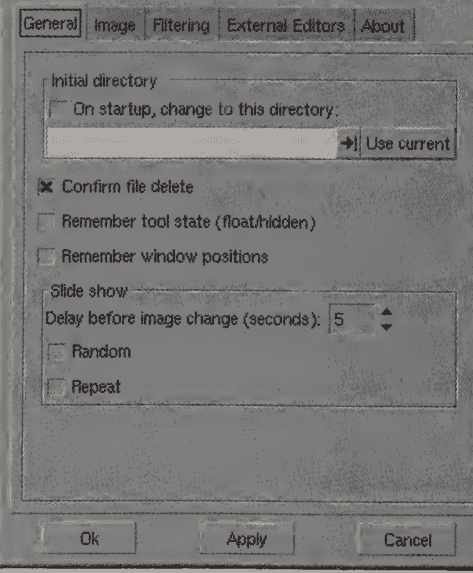 General Image Filtering External Editors About
Initial directory
On startup, change to this directory:
Use current
Confirm file delete
Remember tool state (float/hidden)
Remember window positions
Slide show
Delay before image change (seconds): 5
Random
Repeat
Ok Apply Cancel